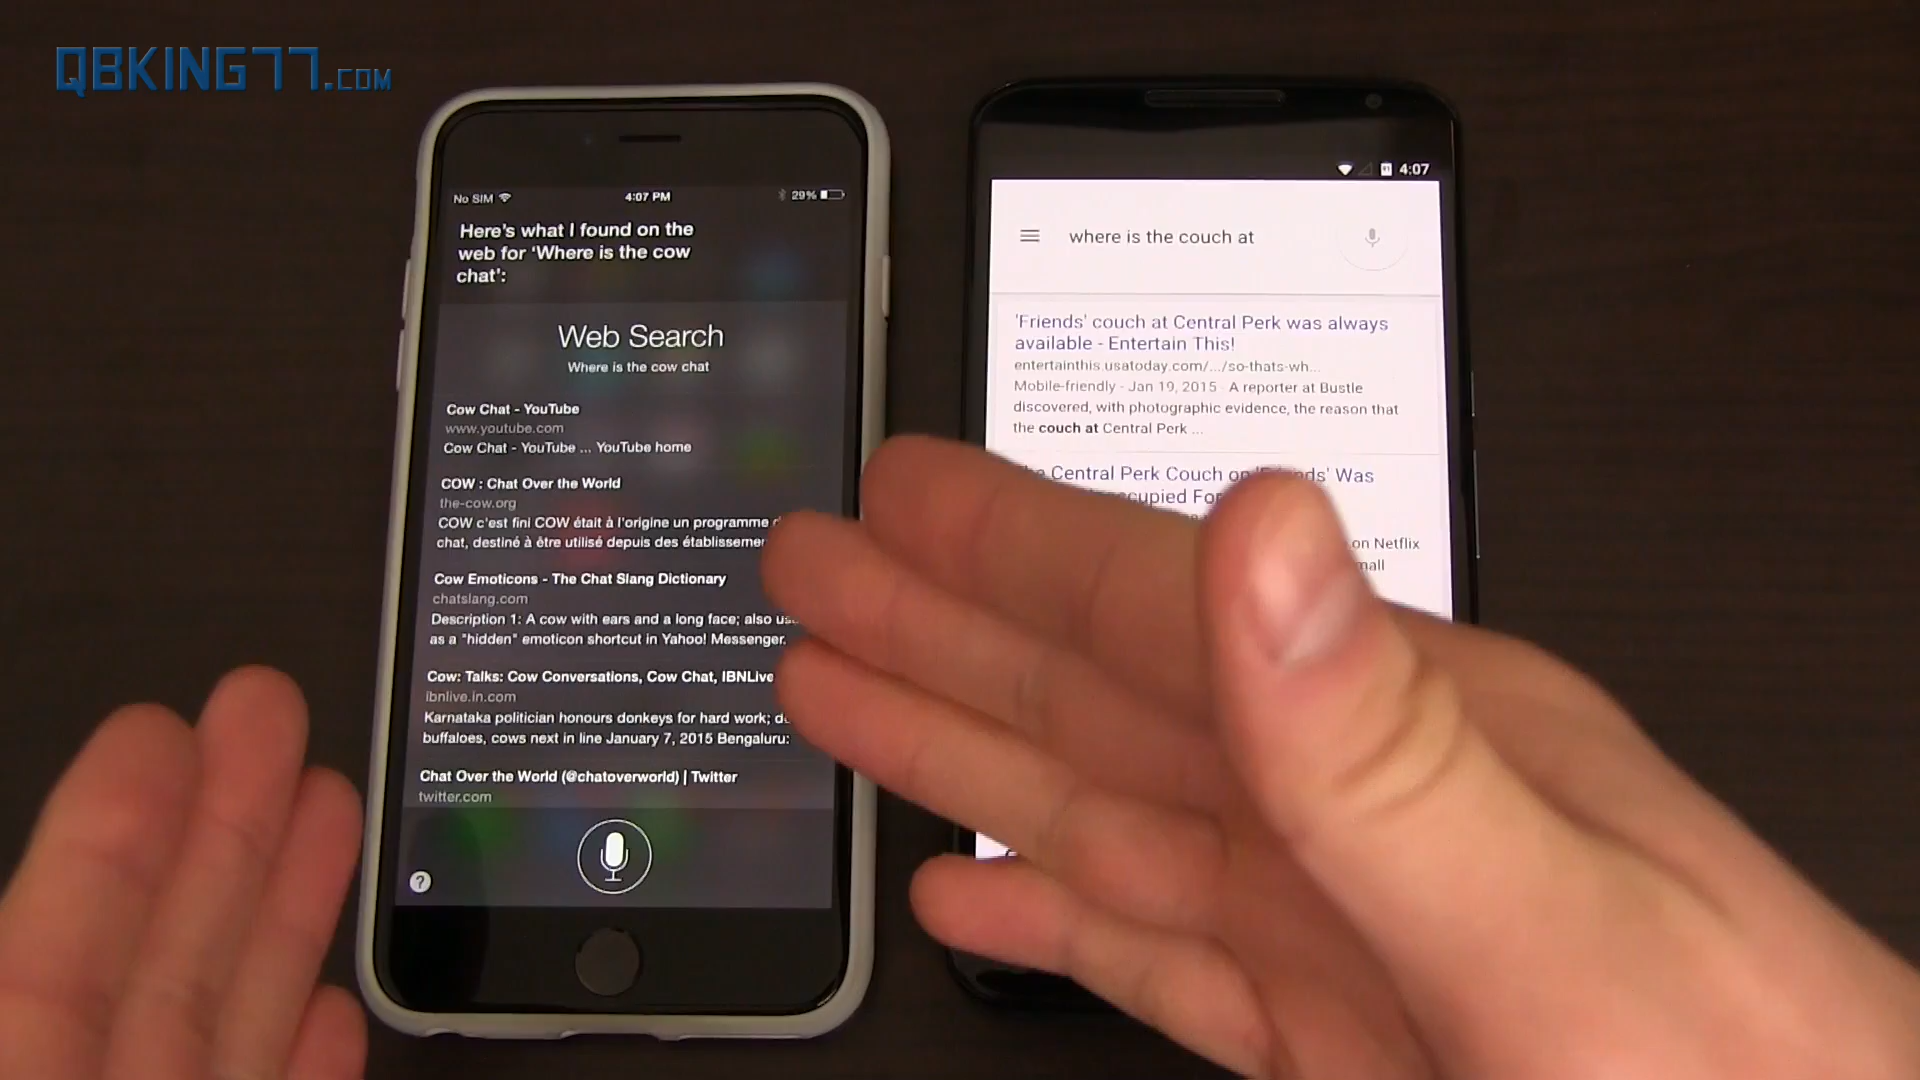 QBKING77.COM
No SIM 4:07 PM 29%
Here's what I found on the
web for 'Where is the cow
chat':
Web Search
Where is the cow chat
Cow Chat - YouTube
www.youtube.com
Cow Chat - YouTube ... YouTube home
COW : Chat Over the World
the-cow.org
COW c'est fini COW était à l'origine un programme
chat, destiné à être utilisé depuis des
Cow Emoticons - The Chat Slang Dictionary
chatslang.com
Description 1: A cow with ears and a long face; also
as a "hidden" emoticon shortcut in Yahoo! Messenger.
Cow: Talks: Cow Conversations, Cow Chat, IBNLive
ibnlive.in.com
Karnataka politician honours donkeys for hard work;
buffaloes, cows next in line January 7, 2015 Bengaluru:
Chat Over the World (@chatoverworld) | Twitter
twitter.com
?
4:07
where is the couch at
'Friends' couch at Central Perk was always
available - Entertain This!
entertainthis.usatoday.com/.../so-thats-wh...
Mobile-friendly - Jan 19, 2015 - A reporter at Bustle
discovered, with photographic evidence, the reason that
the couch at Central Perk ...
Central Perk Couch on Was
on Netflix